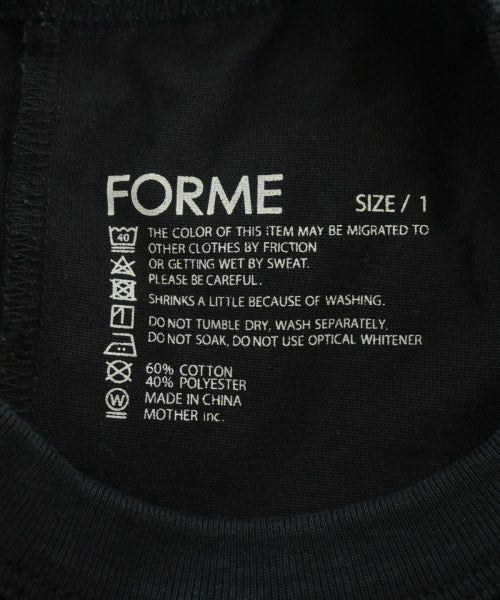 FORME SIZE / 1
40 THE COLOR OF THIS ITEM MAY BE MIGRATED TO
OTHER CLOTHES BY FRICTION
OR GETTING WET BY SWEAT.
PLEASE BE CAREFUL.
SHRINKS A LITTLE BECAUSE OF WASHING.
DO NOT TUMBLE DRY, WASH SEPARATELY,
DO NOT SOAK, DO NOT USE OPTICAL WHITENER
60% COTTON
40% POLYESTER
W MADE IN CHINA
MOTHER inc.